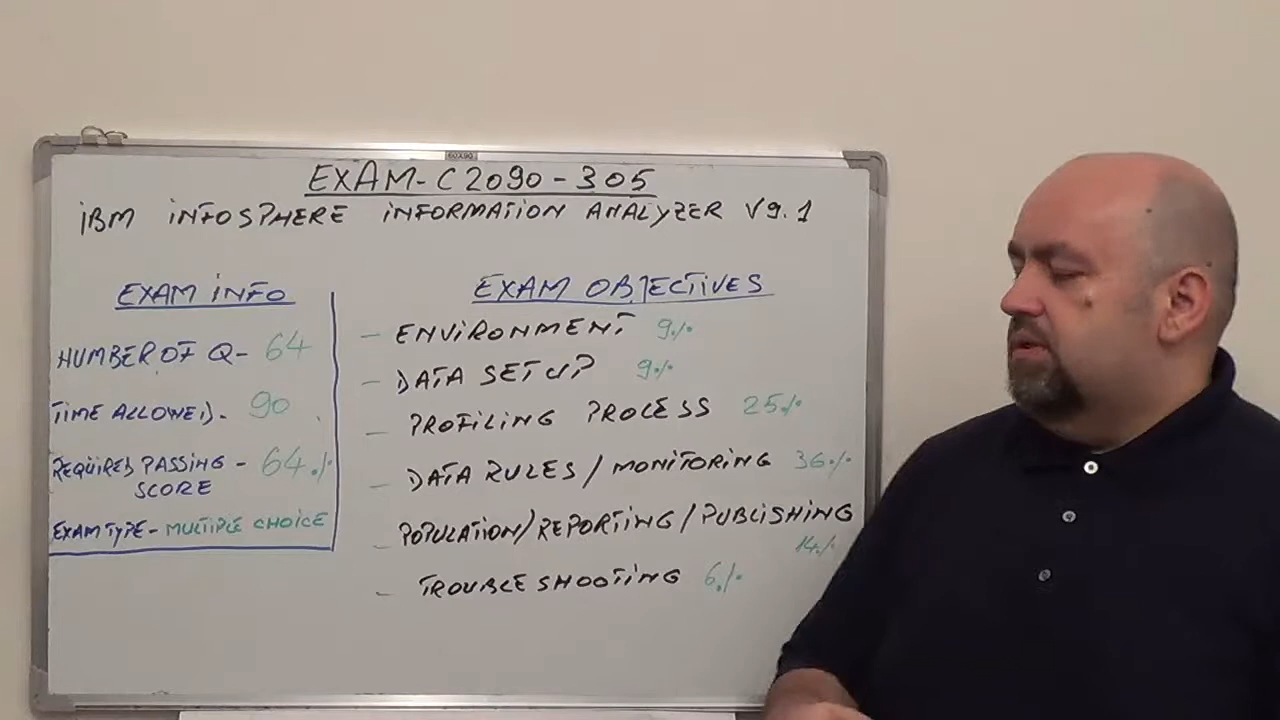 60X90
EXAM-C2090-305
iBM iNFOSPHERE iNFORMATiON ANALYZER V9.1
EXAM iNFO
NUMBER OF Q- 64
TIME ALLOWED- 90
REQUIRED PASSING - 64%
SCORE
EXAM TYPE - MULTIPLE CHOICE
EXAM OBJECTIVES
- ENVIRONMENT 9%
- DATA SETUP 9%
- PROFILING PROCESS 25%
- DATA RULES / MONITORING 36%
- POPULATION/REPORTING/PUBLISHING
14%
- TROUBLESHOOTING 6%